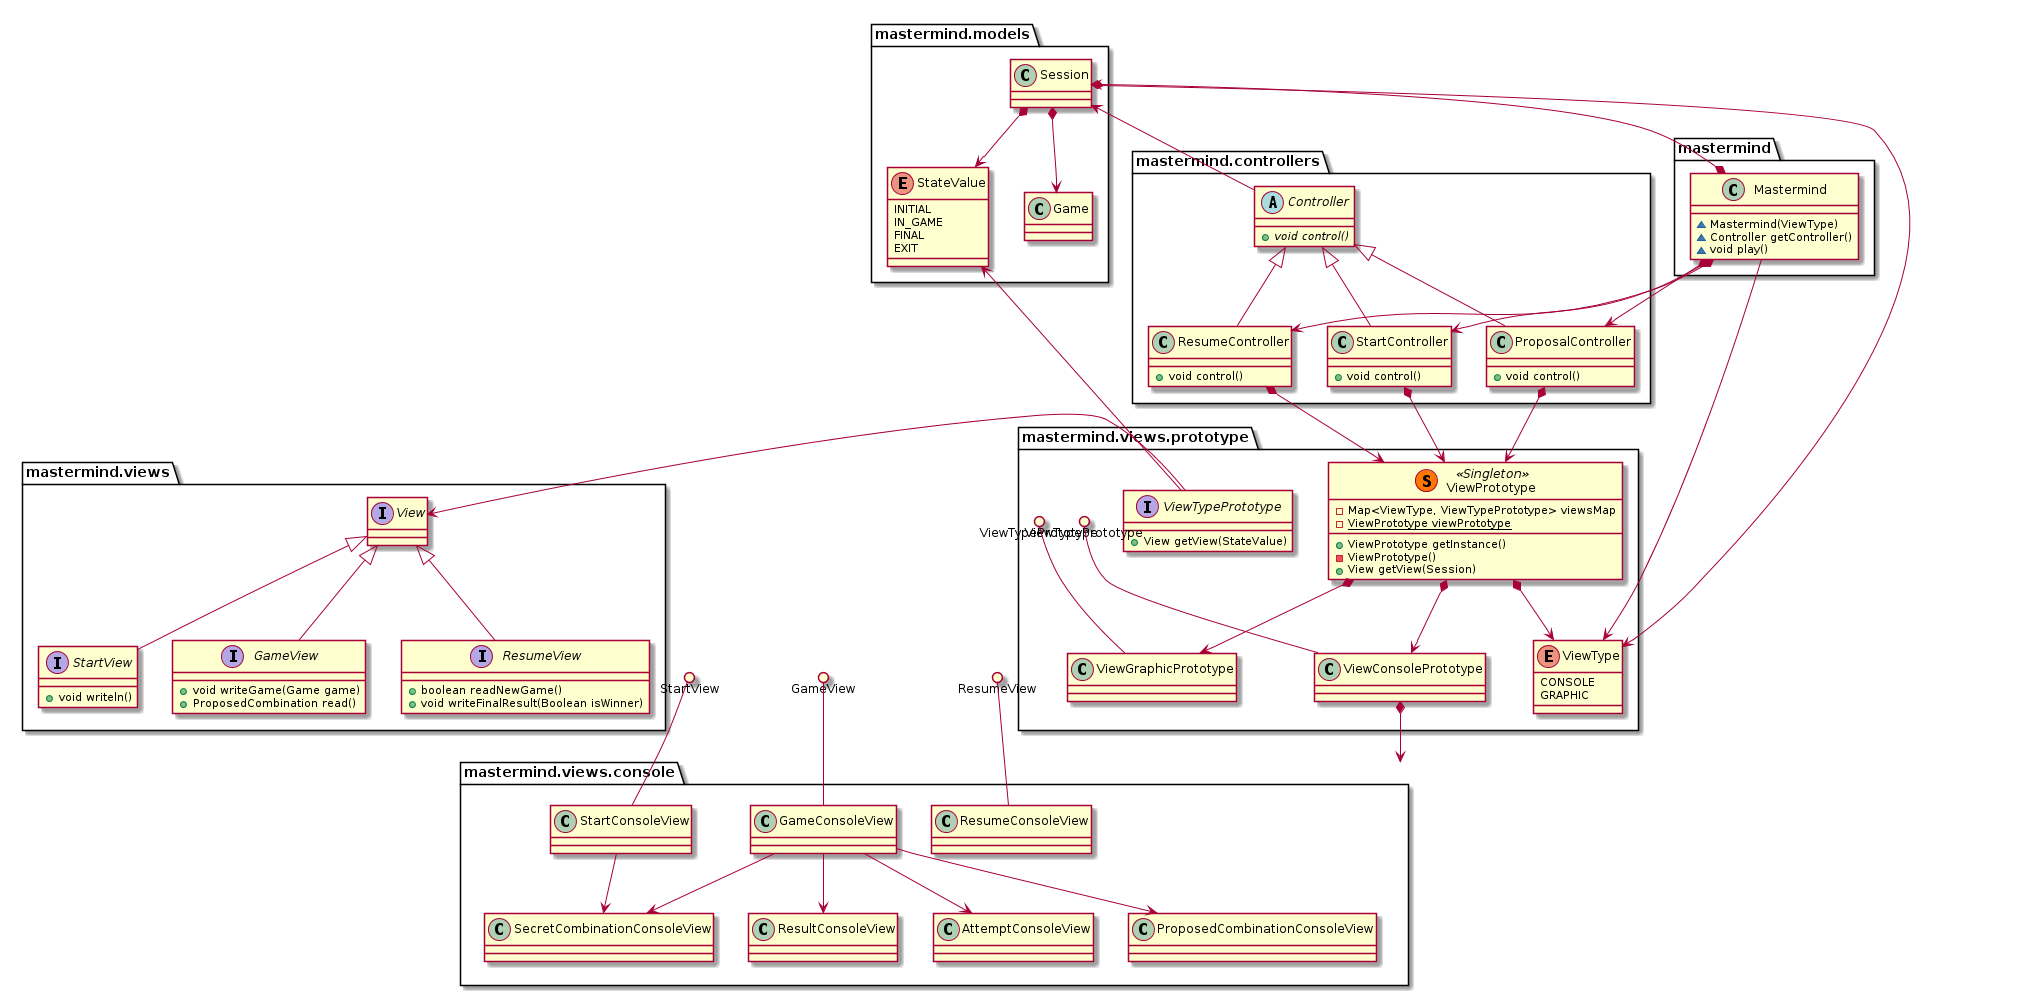 mastermind.models
C Session
E StateValue
INITIAL
IN_GAME
FINAL
EXIT
C Game
mastermind.controllers
A Controller
void control()
C ResumeController
void control()
C StartController
void control()
C ProposalController
void control()
mastermind
C Mastermind
Mastermind(ViewType)
Controller getController()
void play()
mastermind.views.prototype
ViewTypePrototype
ViewTypePrototype
I ViewTypePrototype
View getView(StateValue)
S «Singleton»
ViewPrototype
Map<ViewType, ViewTypePrototype> viewsMap
ViewPrototype viewPrototype
ViewPrototype getInstance()
ViewPrototype()
View getView(Session)
C ViewGraphicPrototype
C ViewConsolePrototype
E ViewType
CONSOLE
GRAPHIC
mastermind.views
I View
I StartView
void writeln()
I GameView
void writeGame(Game game)
ProposedCombination read()
I ResumeView
boolean readNewGame()
void writeFinalResult(Boolean isWinner)
StartView
GameView
ResumeView
mastermind.views.console
C StartConsoleView
C GameConsoleView
C ResumeConsoleView
C SecretCombinationConsoleView
C ResultConsoleView
C AttemptConsoleView
C ProposedCombinationConsoleView